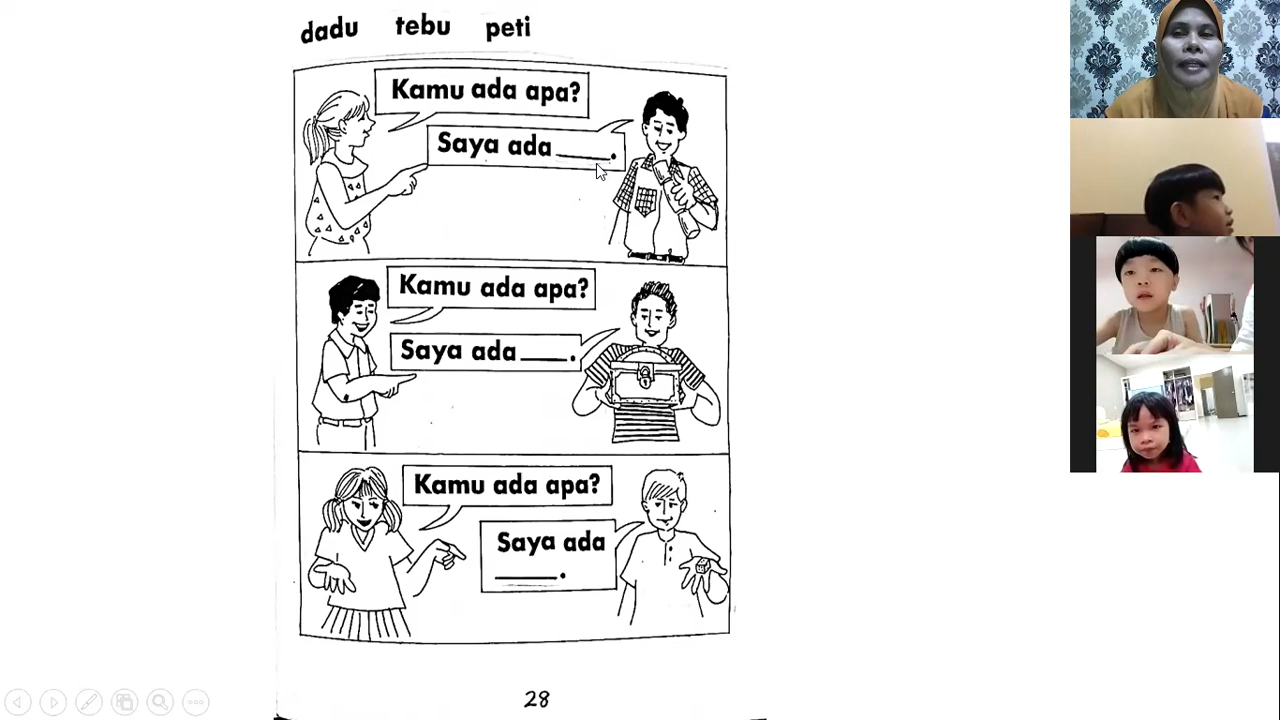 dadu tebu peti
Kamu ada apa?
Saya ada ____.
Kamu ada apa?
Saya ada ____.
Kamu ada apa?
Saya ada
____.
28